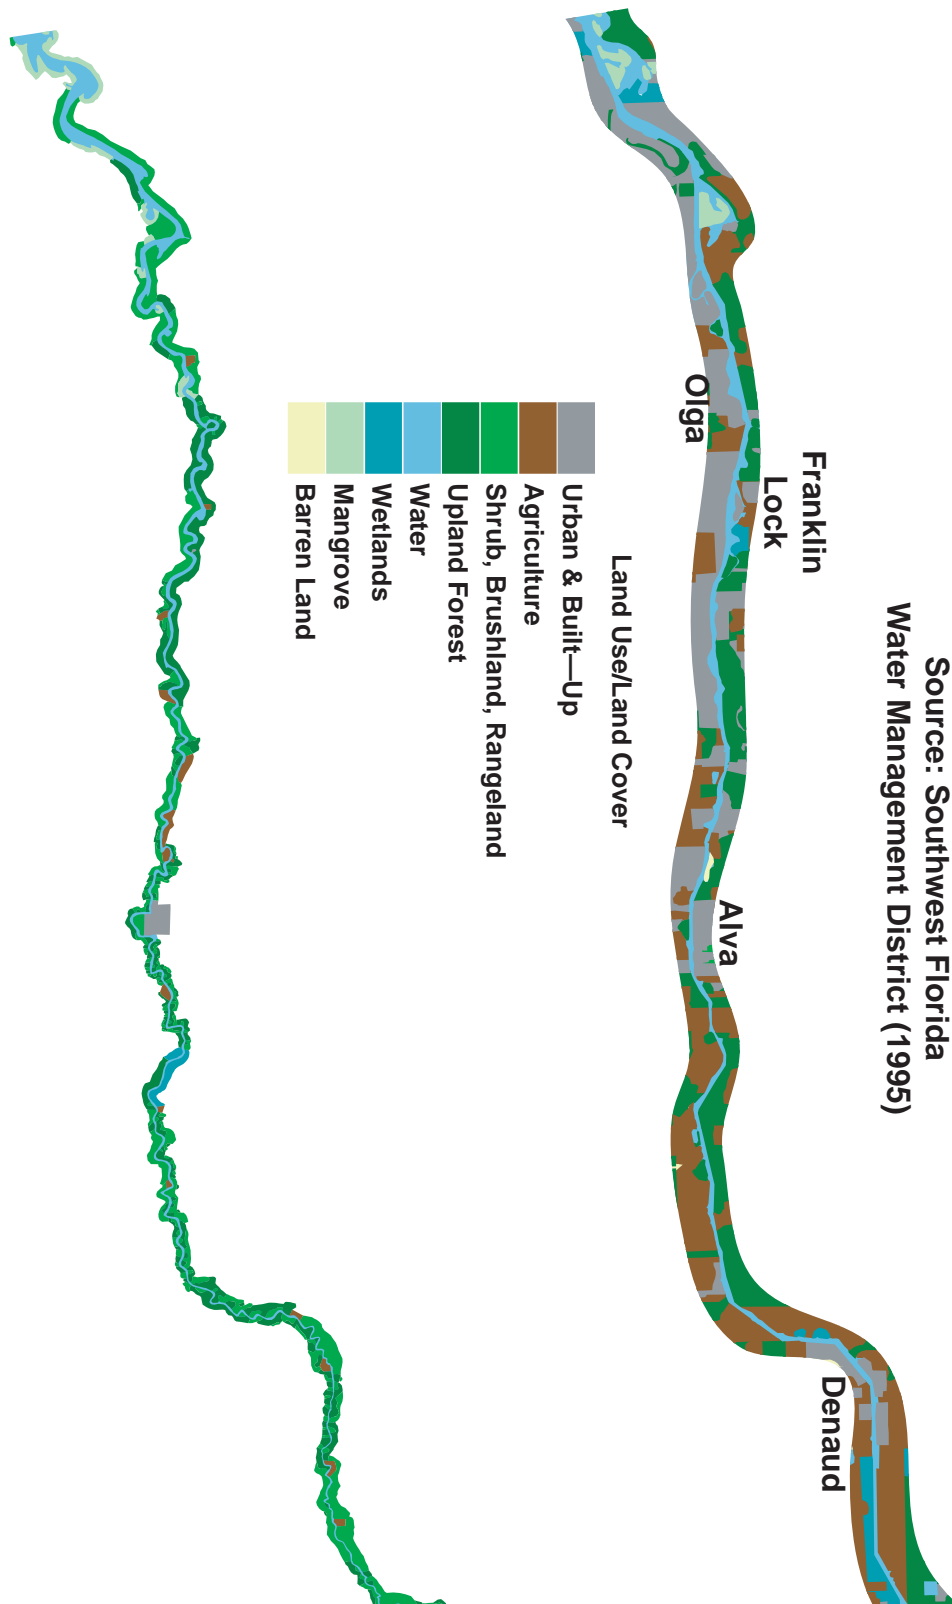 Source: Southwest Florida
Water Management District (1995)
Franklin
Lock
Olga
Alva
Denaud
Land Use/Land Cover
Urban & Built—Up
Agriculture
Shrub, Brushland, Rangeland
Upland Forest
Water
Wetlands
Mangrove
Barren Land